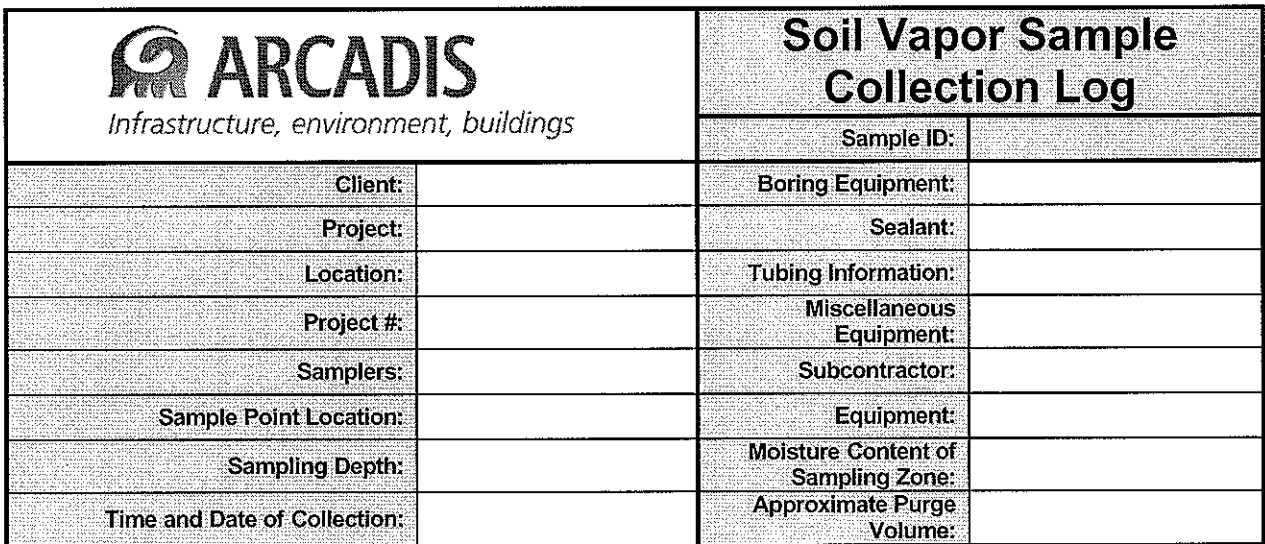 ARCADIS
Infrastructure, environment, buildings
Soil Vapor Sample
Collection Log
Sample ID:
Client:
Boring Equipment:
Project:
Sealant:
Location:
Tubing Information:
Project #:
Miscellaneous
Equipment:
Samplers:
Subcontractor:
Sample Point Location:
Equipment:
Sampling Depth:
Moisture Content of
Sampling Zone:
Time and Date of Collection:
Approximate Purge
Volume: